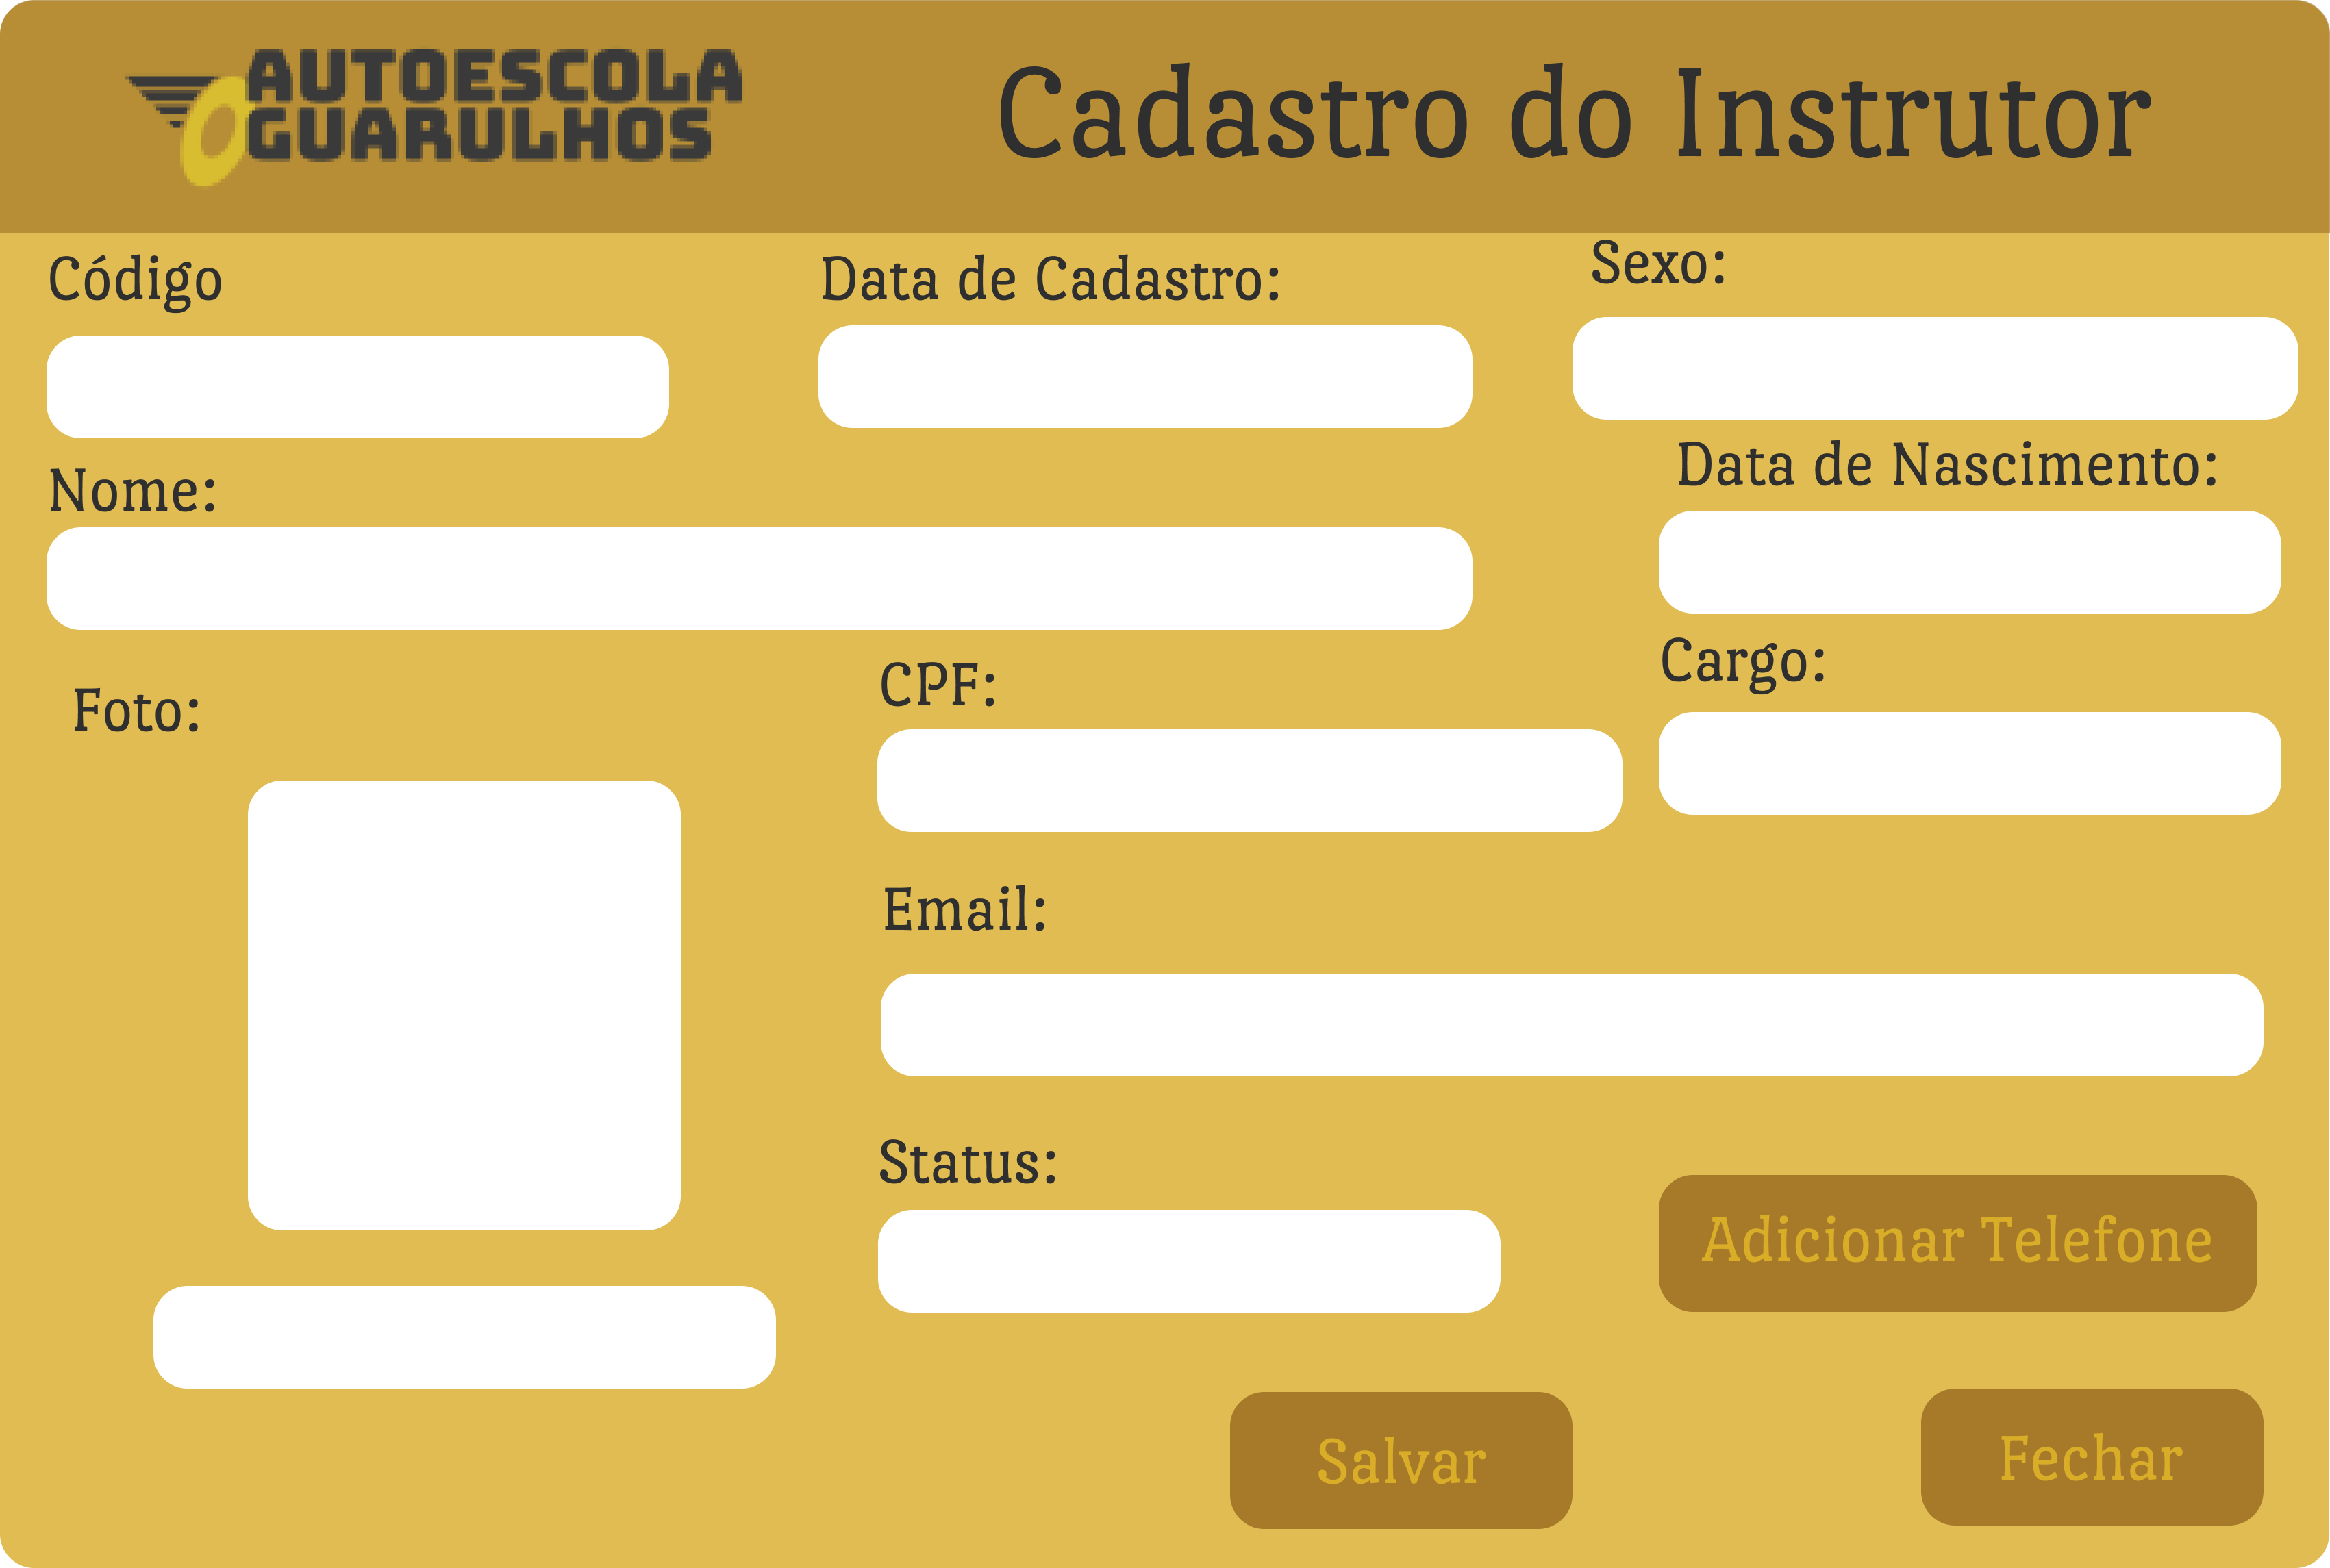 AUTOESCOLA
GUARULHOS
Cadastro do Instrutor
Código
Data de Cadastro:
Sexo:
Nome:
Data de Nascimento:
Foto:
CPF:
Cargo:
Email:
Status:
Adicionar Telefone
Salvar
Fechar